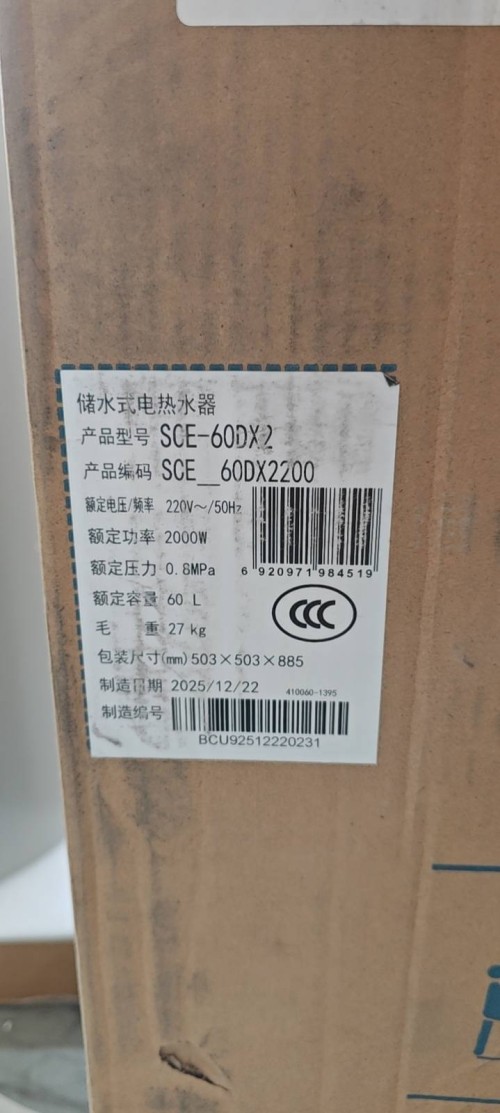 储水式电热水器
产品型号 SCE-60DX2
产品编码 SCE__60DX2200
额定电压/频率 220V～/50Hz
额定功率 2000W
额定压力 0.8MPa
6 920971 984519
额定容量 60 L
CCC
毛 重 27 kg
包装尺寸(mm) 503×503×885
制造日期 2025/12/22 410060-1395
制造编号
BCU92512220231